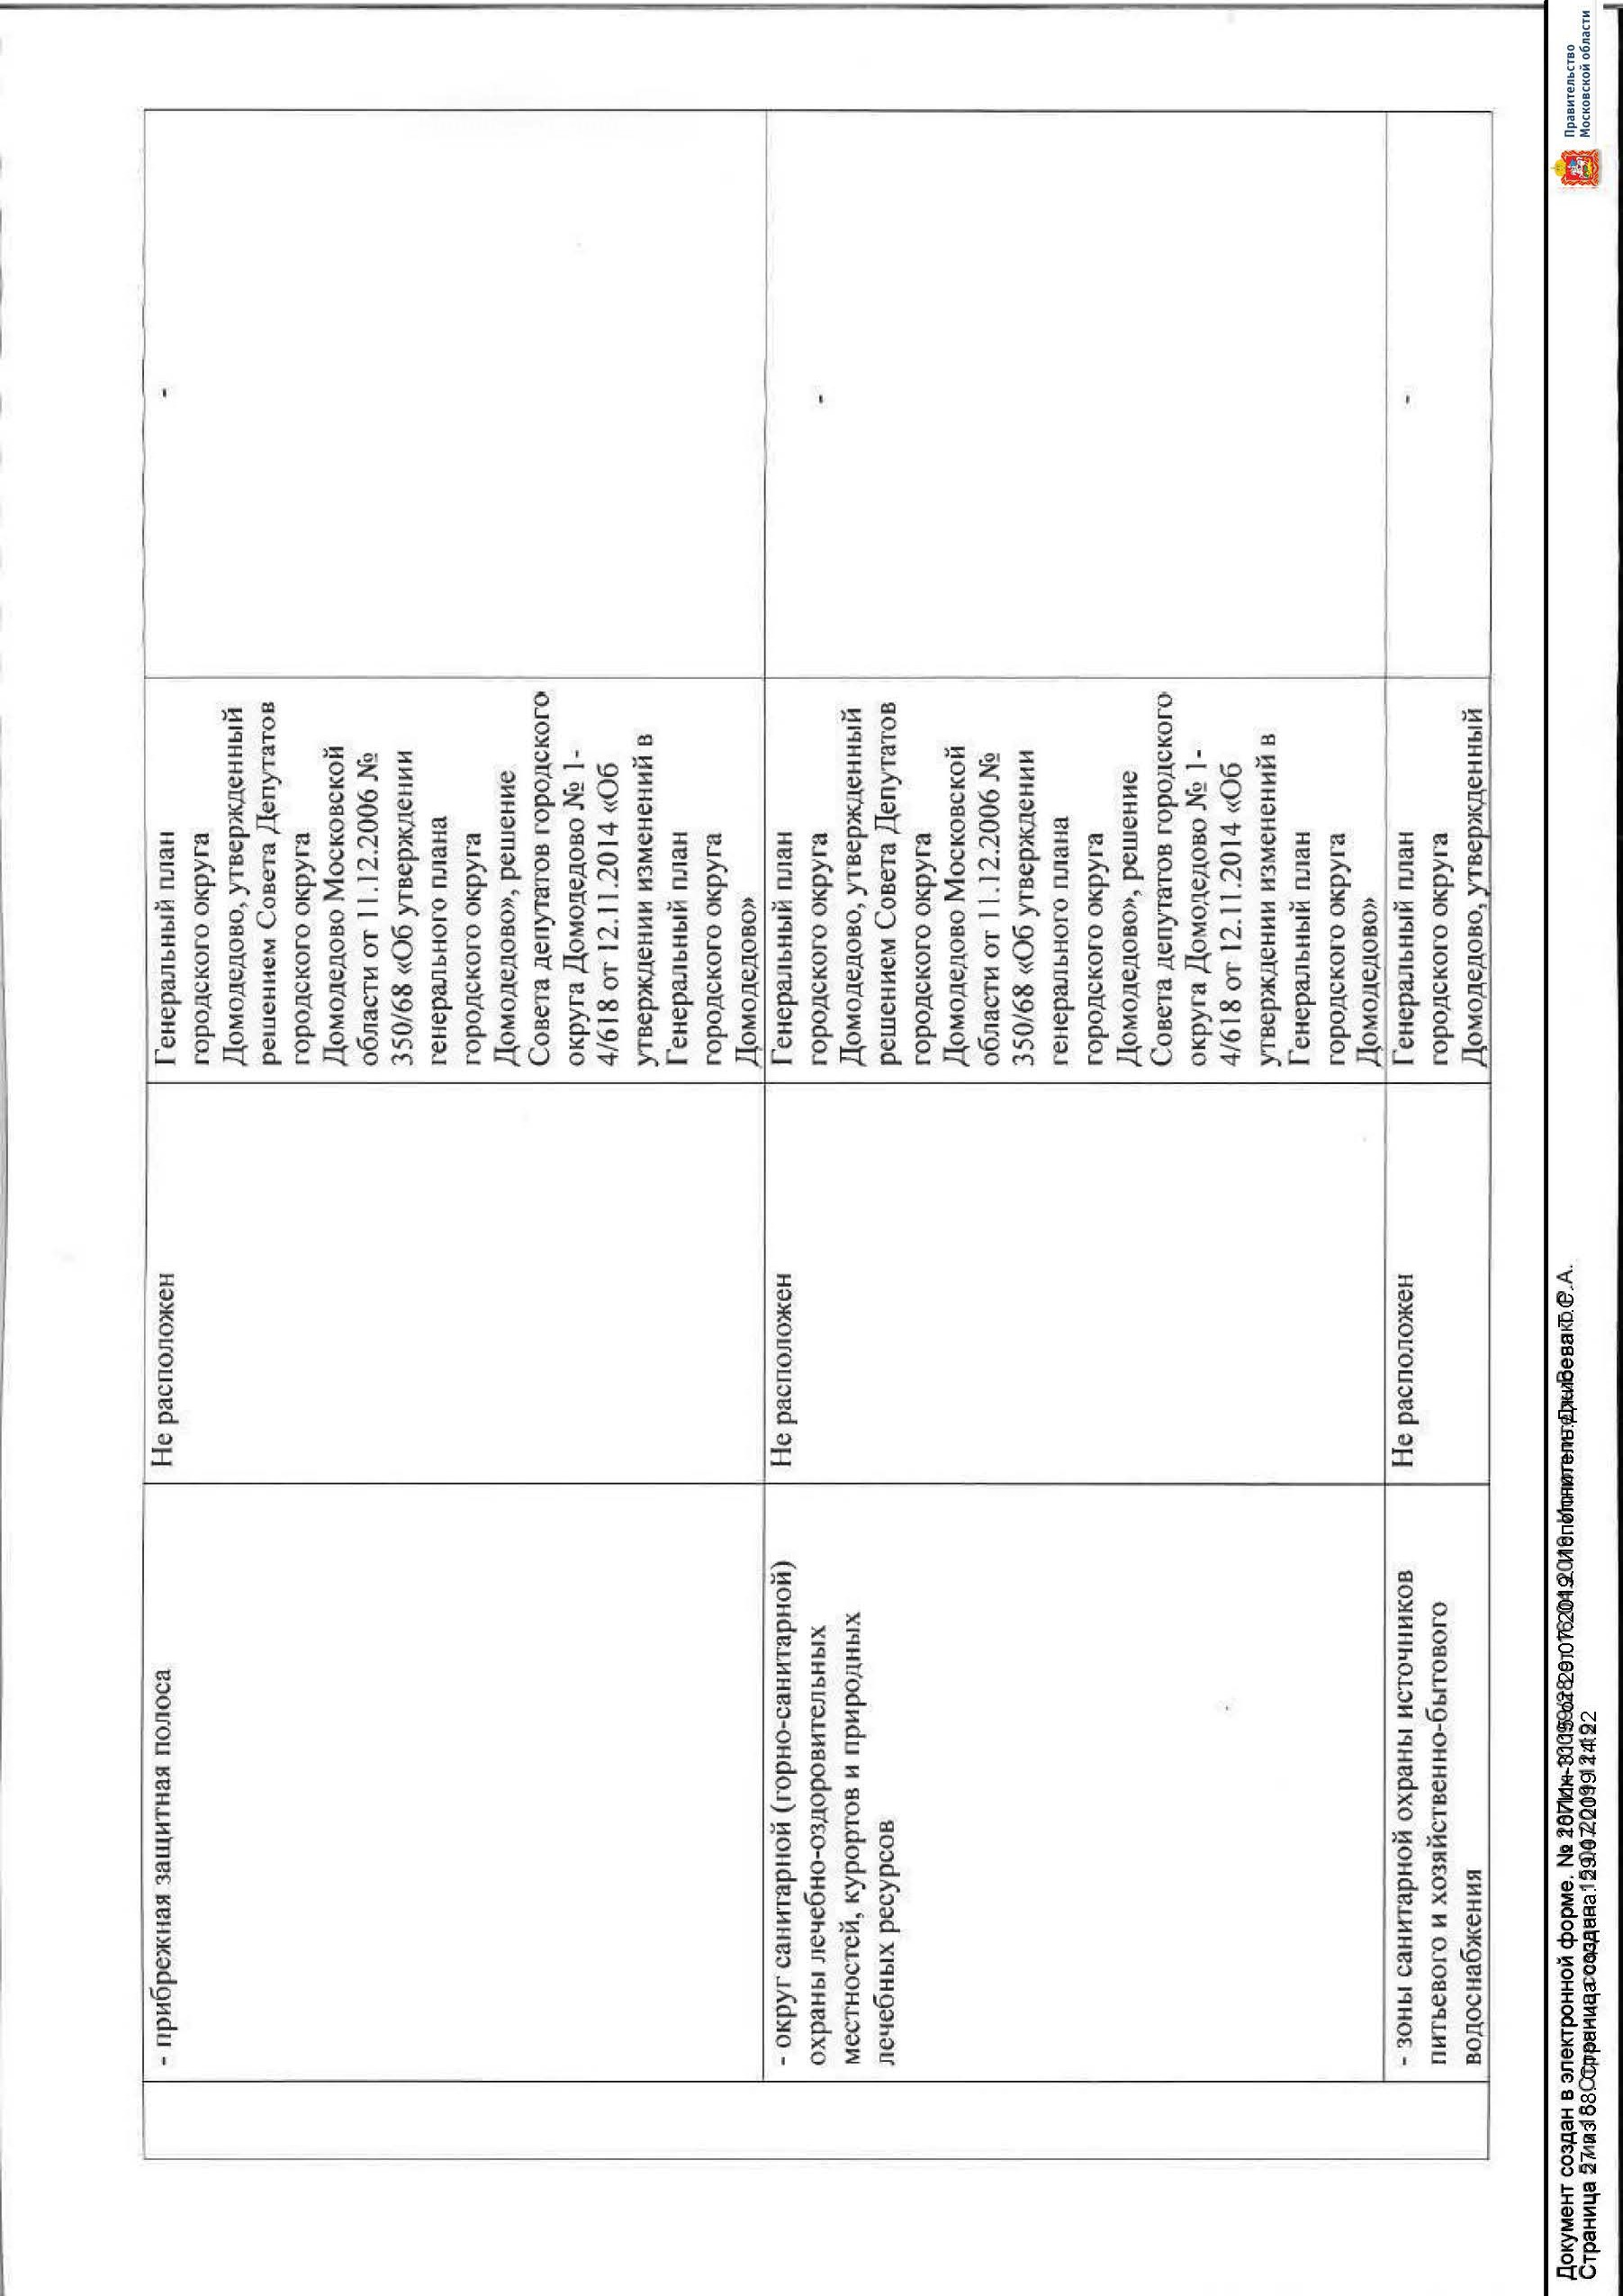 - прибрежная защитная полоса
Не расположен
Генеральный план
городского округа
Домодедово, утвержденный
решением Совета Депутатов
городского округа
Домодедово Московской
области от 11.12.2006 №
350/68 «Об утверждении
генерального плана
городского округа
Домодедово», решение
Совета депутатов городского
округа Домодедово № 1-
4/618 от 12.11.2014 «Об
утверждении изменений в
Генеральный план
городского округа
Домодедово»
-
- округ санитарной (горно-санитарной)
охраны лечебно-оздоровительных
местностей, курортов и природных
лечебных ресурсов
Не расположен
Генеральный план
городского округа
Домодедово, утвержденный
решением Совета Депутатов
городского округа
Домодедово Московской
области от 11.12.2006 №
350/68 «Об утверждении
генерального плана
городского округа
Домодедово», решение
Совета депутатов городского
округа Домодедово № 1-
4/618 от 12.11.2014 «Об
утверждении изменений в
Генеральный план
городского округа
Домодедово»
-
- зоны санитарной охраны источников
питьевого и хозяйственно-бытового
водоснабжения
Не расположен
Генеральный план
городского округа
Домодедово, утвержденный
-
Документ создан в электронной форме. №
Страница
Правительство
Московской области